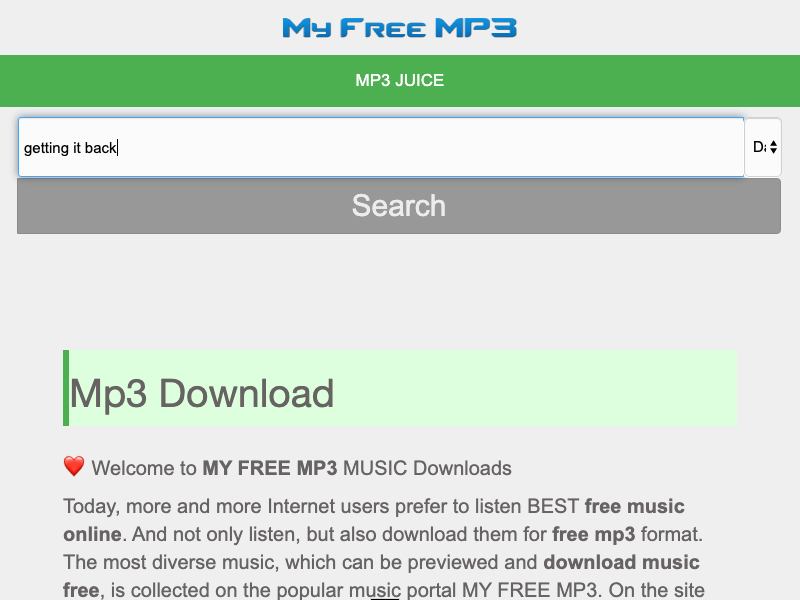 My Free MP3
MP3 JUICE
getting it back
Search
Mp3 Download
❤️ Welcome to MY FREE MP3 MUSIC Downloads
Today, more and more Internet users prefer to listen BEST free music
online. And not only listen, but also download them for free mp3 format.
The most diverse music, which can be previewed and download music
free, is collected on the popular music portal MY FREE MP3. On the site